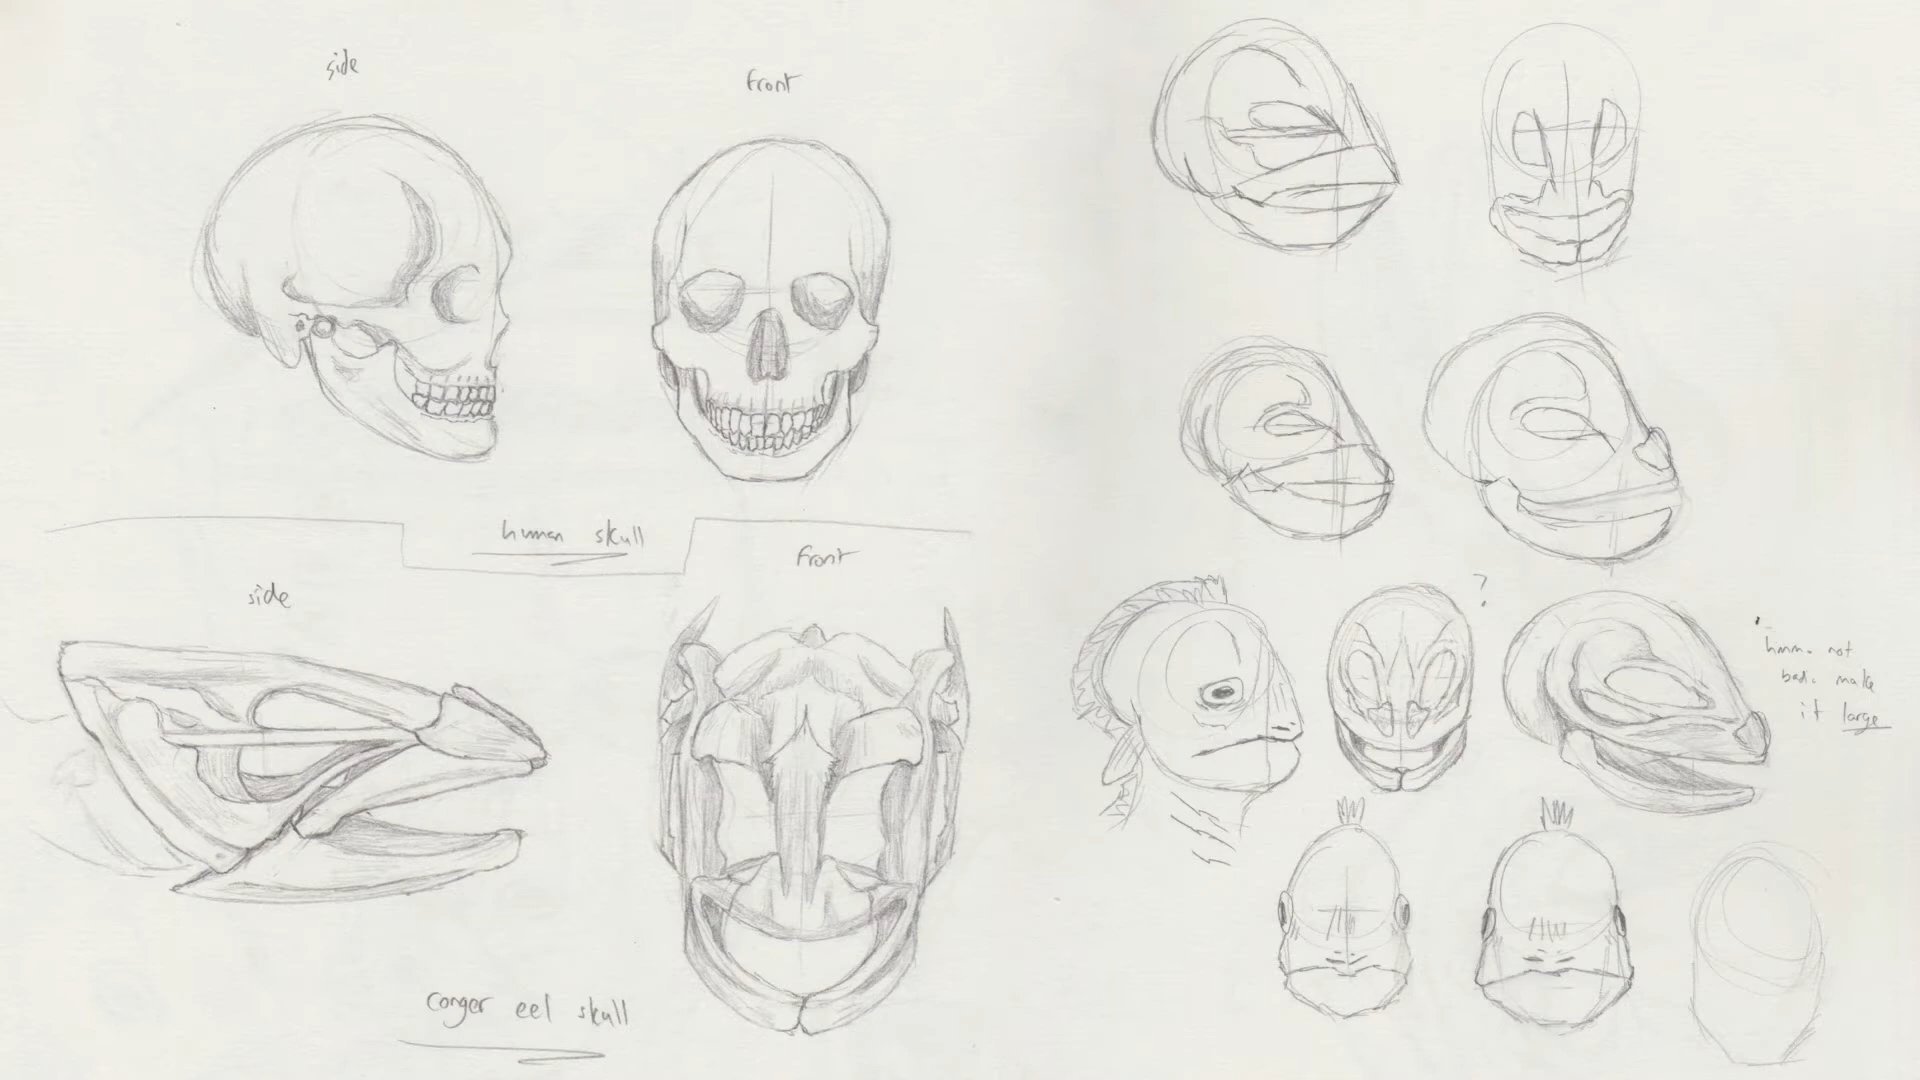 side
front
human skull
side
front
conger eel skull
?
hmm. not
bad. make
it large